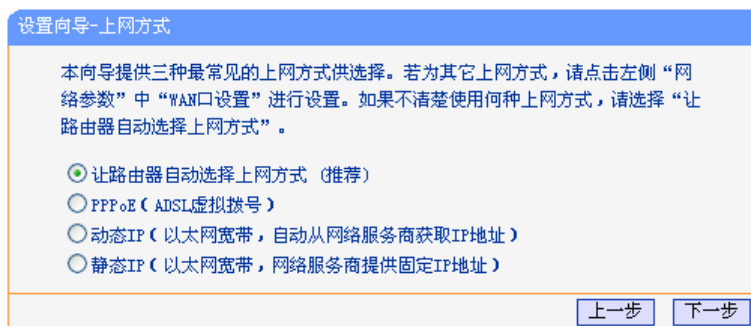 设置向导-上网方式
本向导提供三种最常见的上网方式供选择。若为其它上网方式，请点击左侧“网
络参数”中“WAN口设置”进行设置。如果不清楚使用何种上网方式，请选择“让
路由器自动选择上网方式”。
让路由器自动选择上网方式 （推荐）
PPPoE（ADSL虚拟拨号）
动态IP（以太网宽带，自动从网络服务商获取IP地址）
静态IP（以太网宽带，网络服务商提供固定IP地址）
上一步 下一步